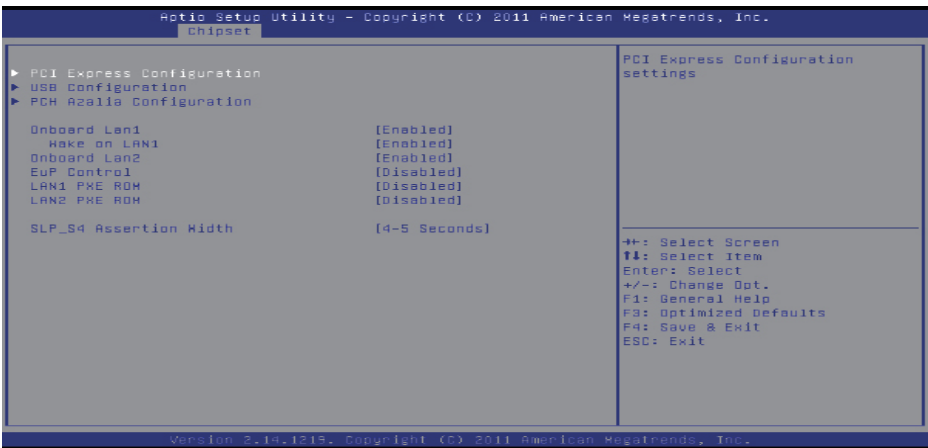 Aptio Setup Utility – Copyright (C) 2011 American Megatrends, Inc.
Chipset
► PCI Express Configuration
► USB Configuration
► PCH Azalia Configuration
Onboard Lan1 [Enabled]
Wake on LAN1 [Enabled]
Onboard Lan2 [Enabled]
EuP Control [Disabled]
LAN1 PXE ROM [Disabled]
LAN2 PXE ROM [Disabled]
SLP_S4 Assertion Width [4-5 Seconds]
PCI Express Configuration
settings
→←: Select Screen
↑↓: Select Item
Enter: Select
+/-: Change Opt.
F1: General Help
F3: Optimized Defaults
F4: Save & Exit
ESC: Exit
Version 2.14.1219. Copyright (C) 2011 American Megatrends, Inc.